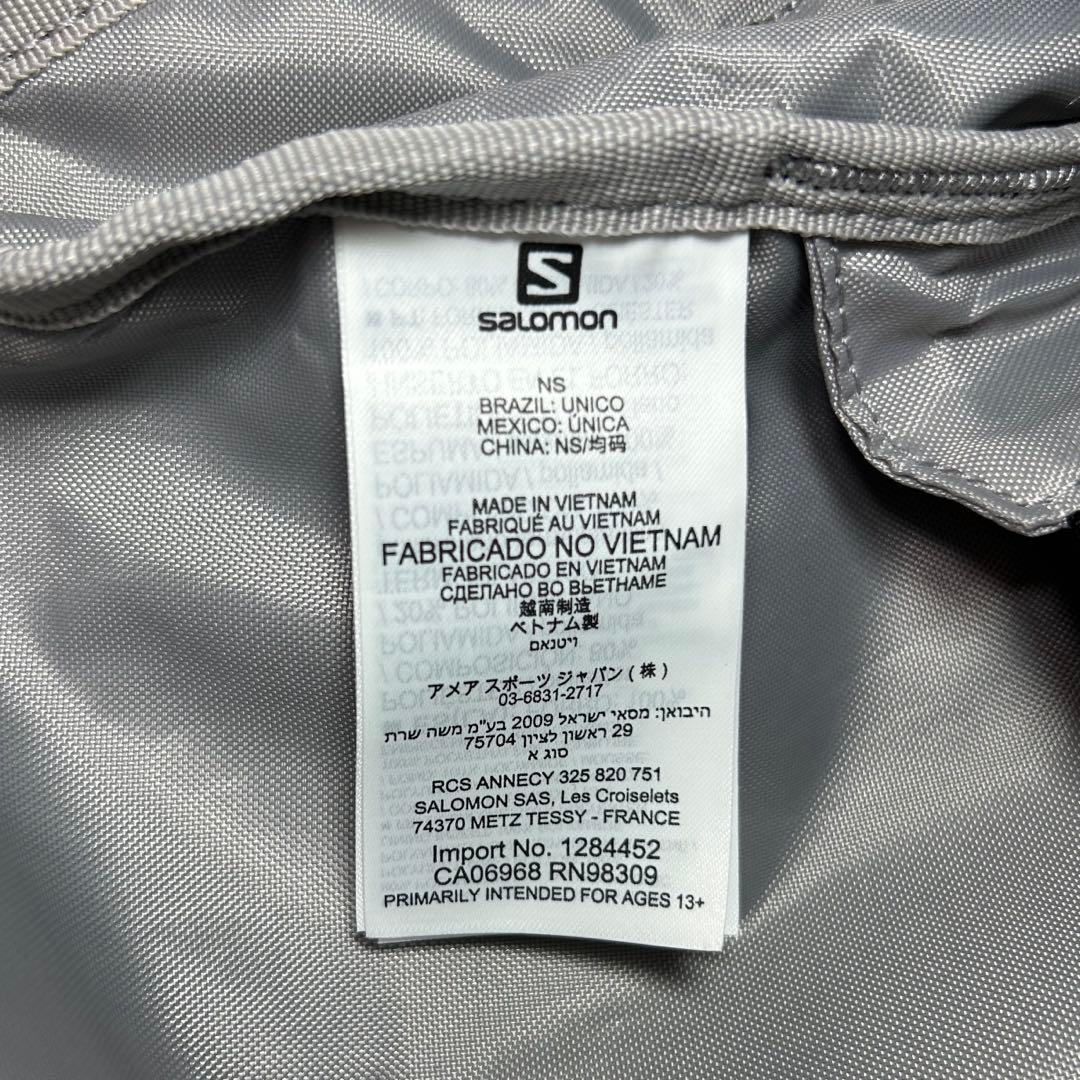 S
salomon
NS
BRAZIL: UNICO
MEXICO: ÚNICA
CHINA: NS/均码
MADE IN VIETNAM
FABRIQUÉ AU VIETNAM
FABRICADO NO VIETNAM
FABRICADO EN VIETNAM
СДЕЛАНО ВО ВЬЕТНАМЕ
越南制造
ベトナム製
וייטנאם
アメア スポーツ ジャパン ( 株 )
03-6831-2717
היבואן: מסאי ישראל 2009 בע"מ משה שרת
29 ראשון לציון 75704
סוג א
RCS ANNECY 325 820 751
SALOMON SAS, Les Croiselets
74370 METZ TESSY - FRANCE
Import No. 1284452
CA06968 RN98309
PRIMARILY INTENDED FOR AGES 13+